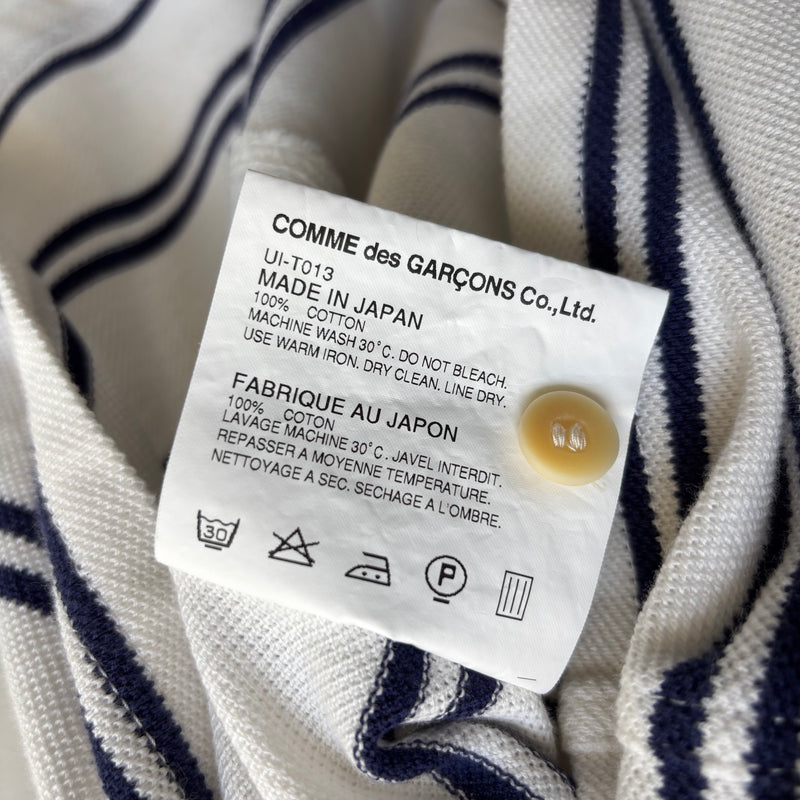 COMME des GARÇONS Co.,Ltd.
UI-T013
MADE IN JAPAN
100% COTTON
MACHINE WASH 30°C. DO NOT BLEACH.
USE WARM IRON. DRY CLEAN. LINE DRY.
FABRIQUE AU JAPON
100% COTON
LAVAGE MACHINE 30°C. JAVEL INTERDIT.
REPASSER A MOYENNE TEMPERATURE.
NETTOYAGE A SEC. SECHAGE A L'OMBRE.
30 P